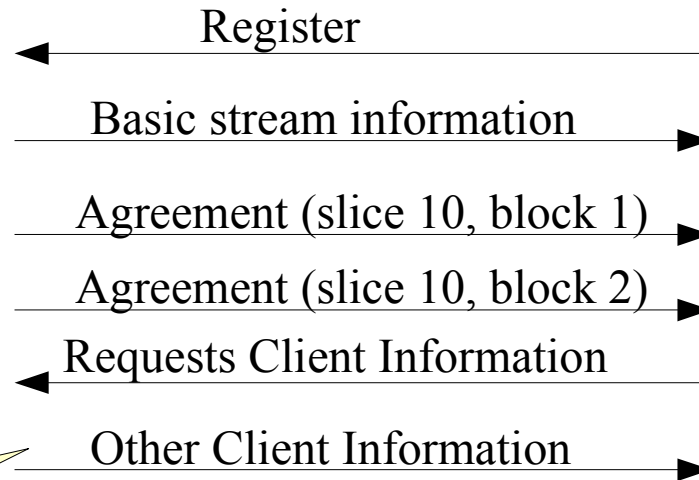 Register
Basic stream information
Agreement (slice 10, block 1)
Agreement (slice 10, block 2)
Requests Client Information
Other Client Information